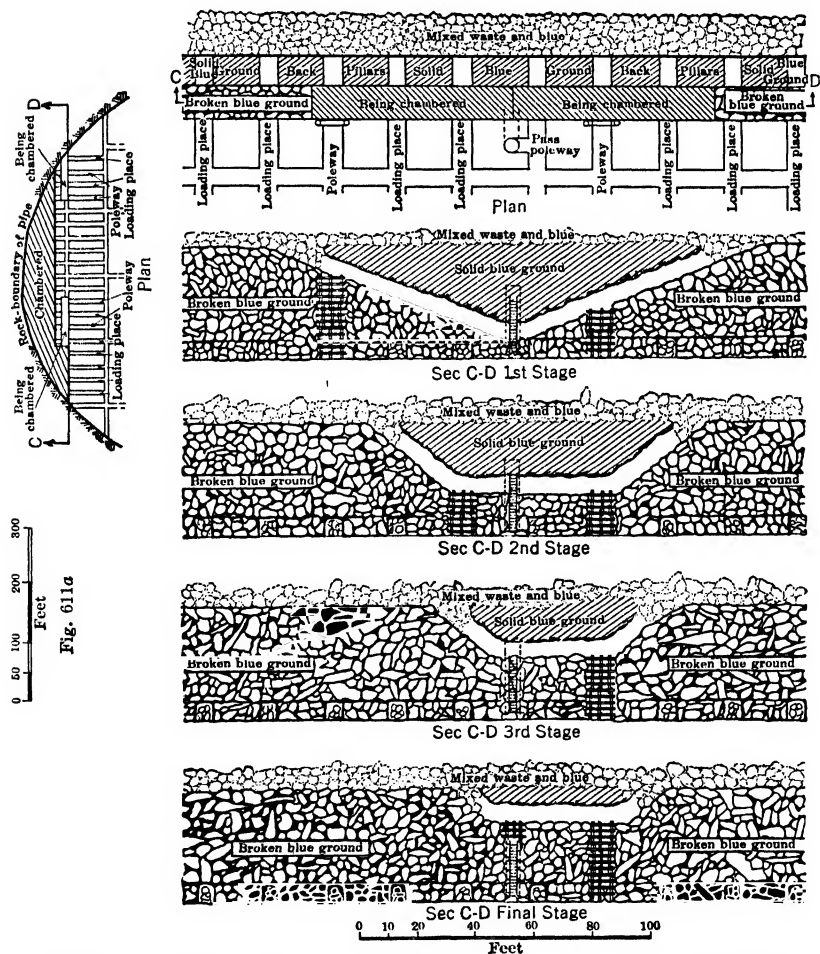 Mixed waste and blue
C
Solid Blue Ground Back Pillars Solid Blue Ground Back Pillars Solid Blue Ground
D
Broken blue ground
Being chambered
Being chambered
Broken blue ground
Loading place
Loading place
Poleway
Loading place
Loading place
Pass poleway
Poleway
Loading place
Loading place
Loading place
Plan
D
Being chambered
Rock-boundary of pipe
Chambered
Being chambered
C
Poleway
Loading place
Poleway
Loading place
Plan
Mixed waste and blue
Solid blue ground
Broken blue ground
Broken blue ground
Sec C-D 1st Stage
Mixed waste and blue
Solid blue ground
Broken blue ground
Broken blue ground
Sec C-D 2nd Stage
Mixed waste and blue
Solid blue ground
Broken blue ground
Broken blue ground
Sec C-D 3rd Stage
Mixed waste and blue
Broken blue ground
Broken blue ground
Sec C-D Final Stage
0 10 20 40 60 80 100
Feet
0 50 100 200 300
Feet
Fig. 611a